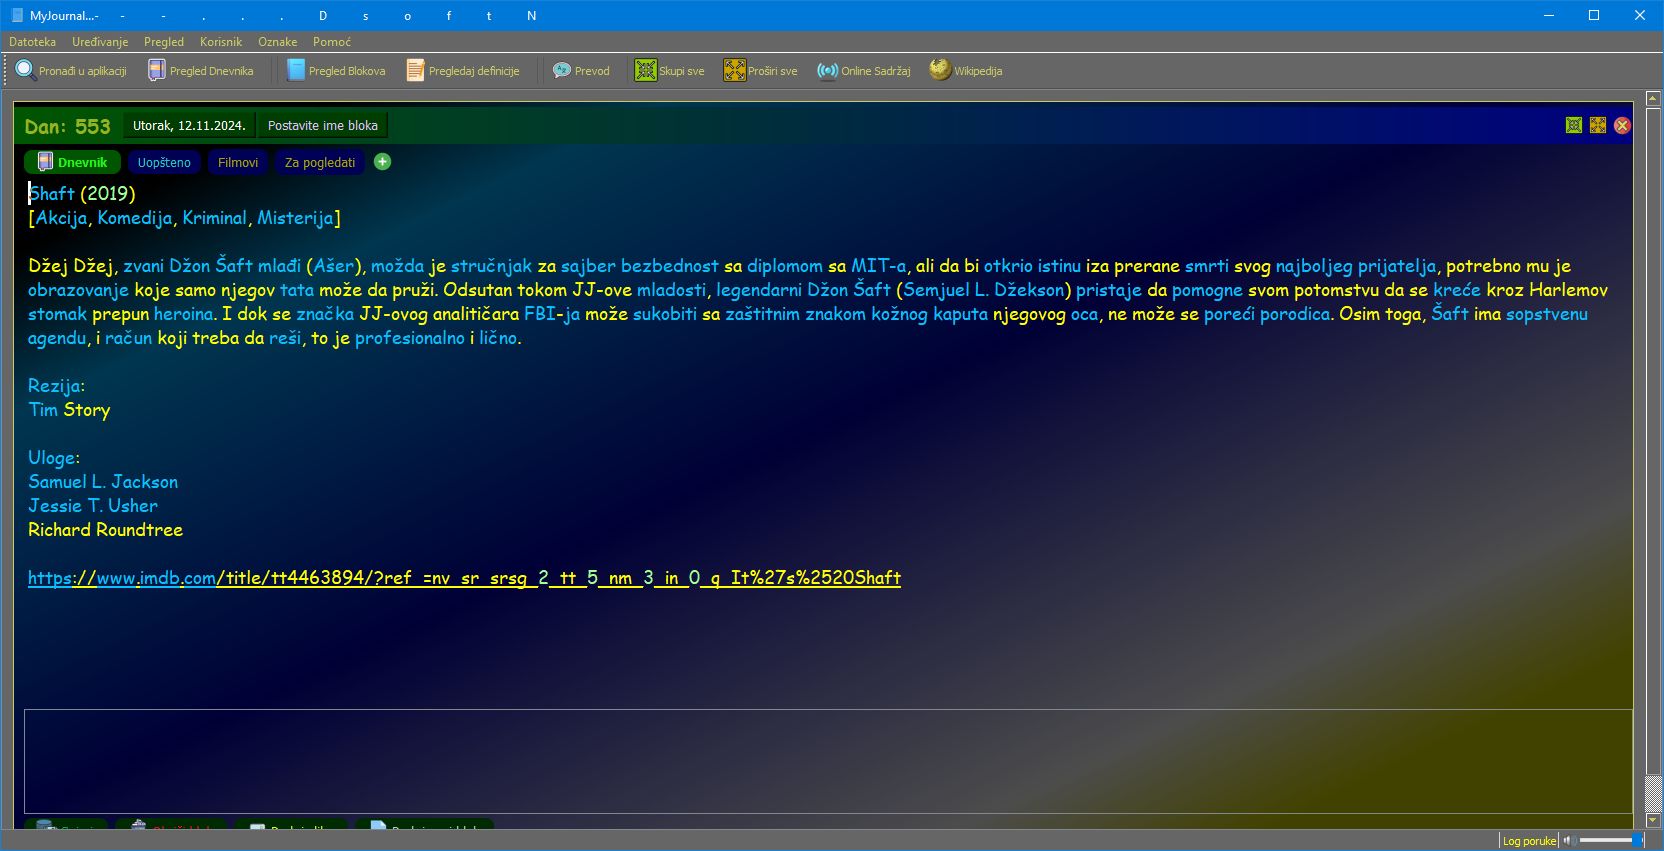 MyJournal...- - - . . . D s o f t N
Datoteka Uređivanje Pregled Korisnik Oznake Pomoć
Pronađi u aplikaciji Pregled Dnevnika Pregled Blokova Pregledaj definicije Prevod Skupi sve Proširi sve Online Sadržaj Wikipedija
Dan: 553 Utorak, 12.11.2024. Postavite ime bloka
Dnevnik Uopšteno Filmovi Za pogledati
Shaft (2019)
[Akcija, Komedija, Kriminal, Misterija]
Džej Džej, zvani Džon Šaft mlađi (Ašer), možda je stručnjak za sajber bezbednost sa diplomom sa MIT-a, ali da bi otkrio istinu iza prerane smrti svog najboljeg prijatelja, potrebno mu je
obrazovanje koje samo njegov tata može da pruži. Odsutan tokom JJ-ove mladosti, legendarni Džon Šaft (Semjuel L. Džekson) pristaje da pomogne svom potomstvu da se kreće kroz Harlemov
stomak prepun heroina. I dok se značka JJ-ovog analitičara FBI-ja može sukobiti sa zaštitnim znakom kožnog kaputa njegovog oca, ne može se poreći porodica. Osim toga, Šaft ima sopstvenu
agendu, i račun koji treba da reši, to je profesionalno i lično.
Rezija:
Tim Story
Uloge:
Samuel L. Jackson
Jessie T. Usher
Richard Roundtree
https://www.imdb.com/title/tt4463894/?ref_=nv_sr_srsg_2_tt_5_nm_3_in_0_q_It%27s%2520Shaft
Log poruke